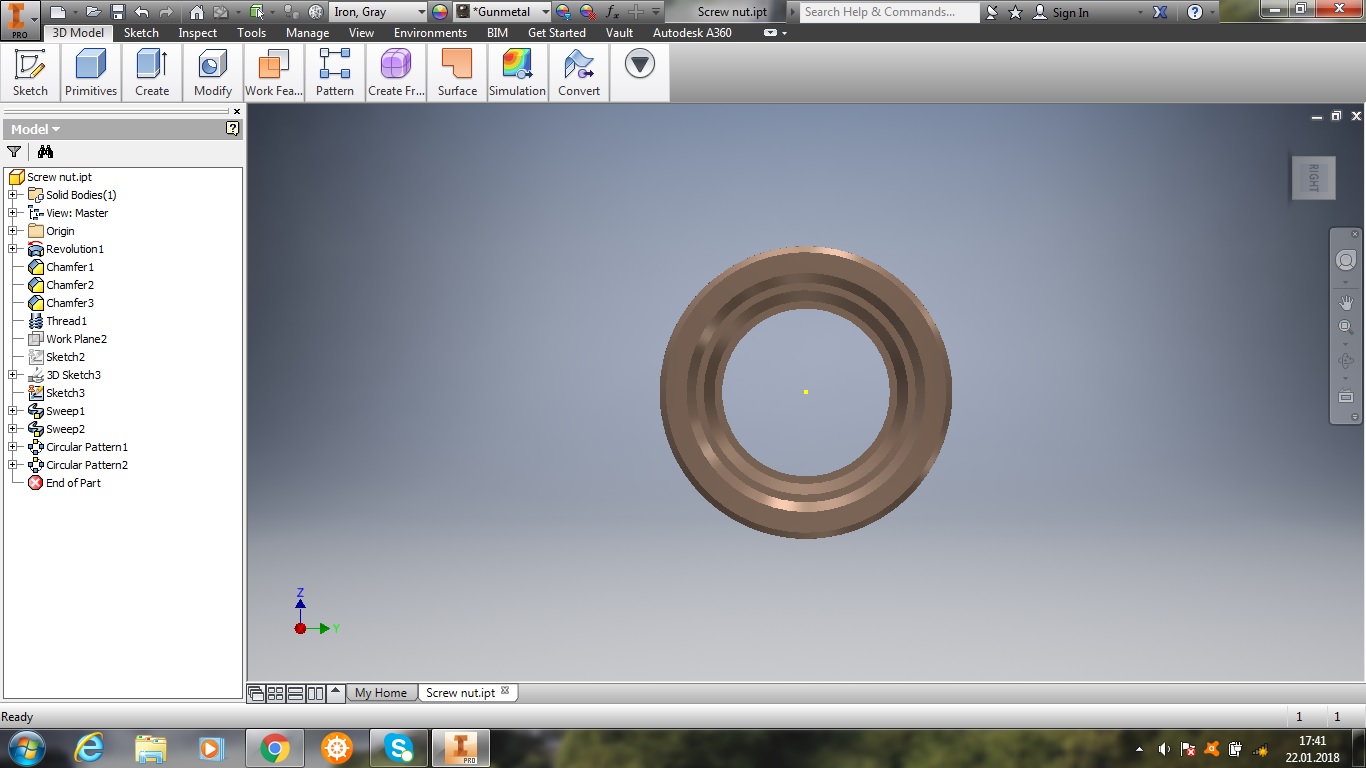 Iron, Gray
*Gunmetal
Screw nut.ipt
Search Help & Commands...
Sign In
PRO
3D Model
Sketch
Inspect
Tools
Manage
View
Environments
BIM
Get Started
Vault
Autodesk A360
Sketch
Primitives
Create
Modify
Work Fea...
Pattern
Create Fr...
Surface
Simulation
Convert
Model
Screw nut.ipt
Solid Bodies(1)
View: Master
Origin
Revolution1
Chamfer1
Chamfer2
Chamfer3
Thread1
Work Plane2
Sketch2
3D Sketch3
Sketch3
Sweep1
Sweep2
Circular Pattern1
Circular Pattern2
End of Part
RIGHT
Z
Y
My Home
Screw nut.ipt
Ready
1
1
PRO
17:41
22.01.2018